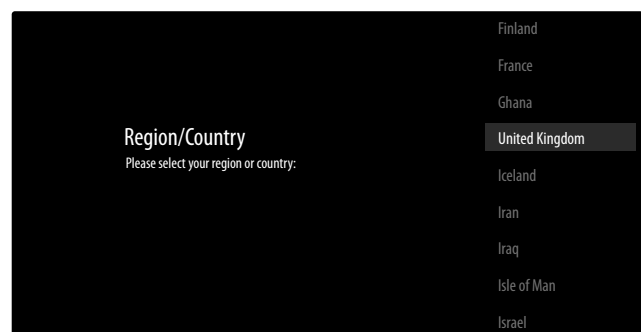 Region/Country
Please select your region or country:
Finland
France
Ghana
United Kingdom
Iceland
Iran
Iraq
Isle of Man
Israel